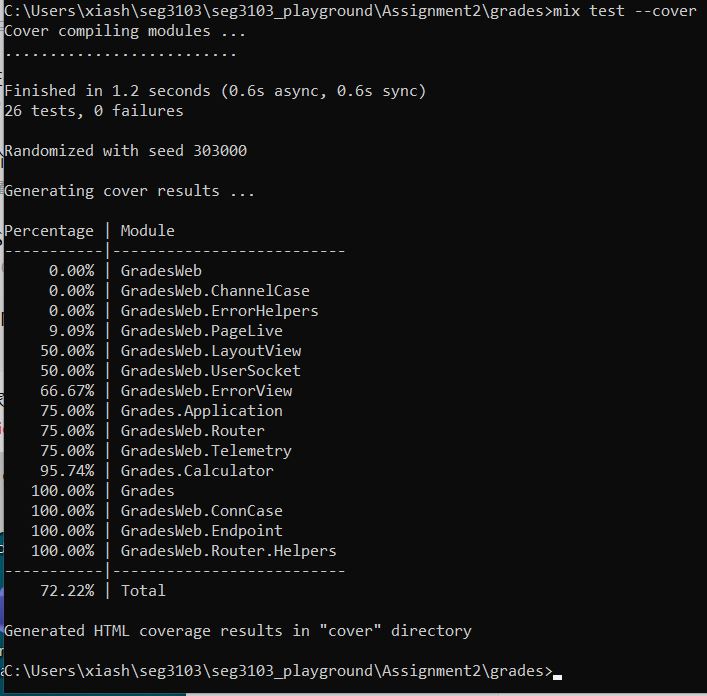 C:\Users\xiash\seg3103\seg3103_playground\Assignment2\grades>mix test --cover
Cover compiling modules ...
..........................
Finished in 1.2 seconds (0.6s async, 0.6s sync)
26 tests, 0 failures
Randomized with seed 303000
Generating cover results ...
Percentage | Module
-----------|--------------------------
0.00% | GradesWeb
0.00% | GradesWeb.ChannelCase
0.00% | GradesWeb.ErrorHelpers
9.09% | GradesWeb.PageLive
50.00% | GradesWeb.LayoutView
50.00% | GradesWeb.UserSocket
66.67% | GradesWeb.ErrorView
75.00% | Grades.Application
75.00% | GradesWeb.Router
75.00% | GradesWeb.Telemetry
95.74% | Grades.Calculator
100.00% | Grades
100.00% | GradesWeb.ConnCase
100.00% | GradesWeb.Endpoint
100.00% | GradesWeb.Router.Helpers
-----------|--------------------------
72.22% | Total
Generated HTML coverage results in "cover" directory
C:\Users\xiash\seg3103\seg3103_playground\Assignment2\grades>